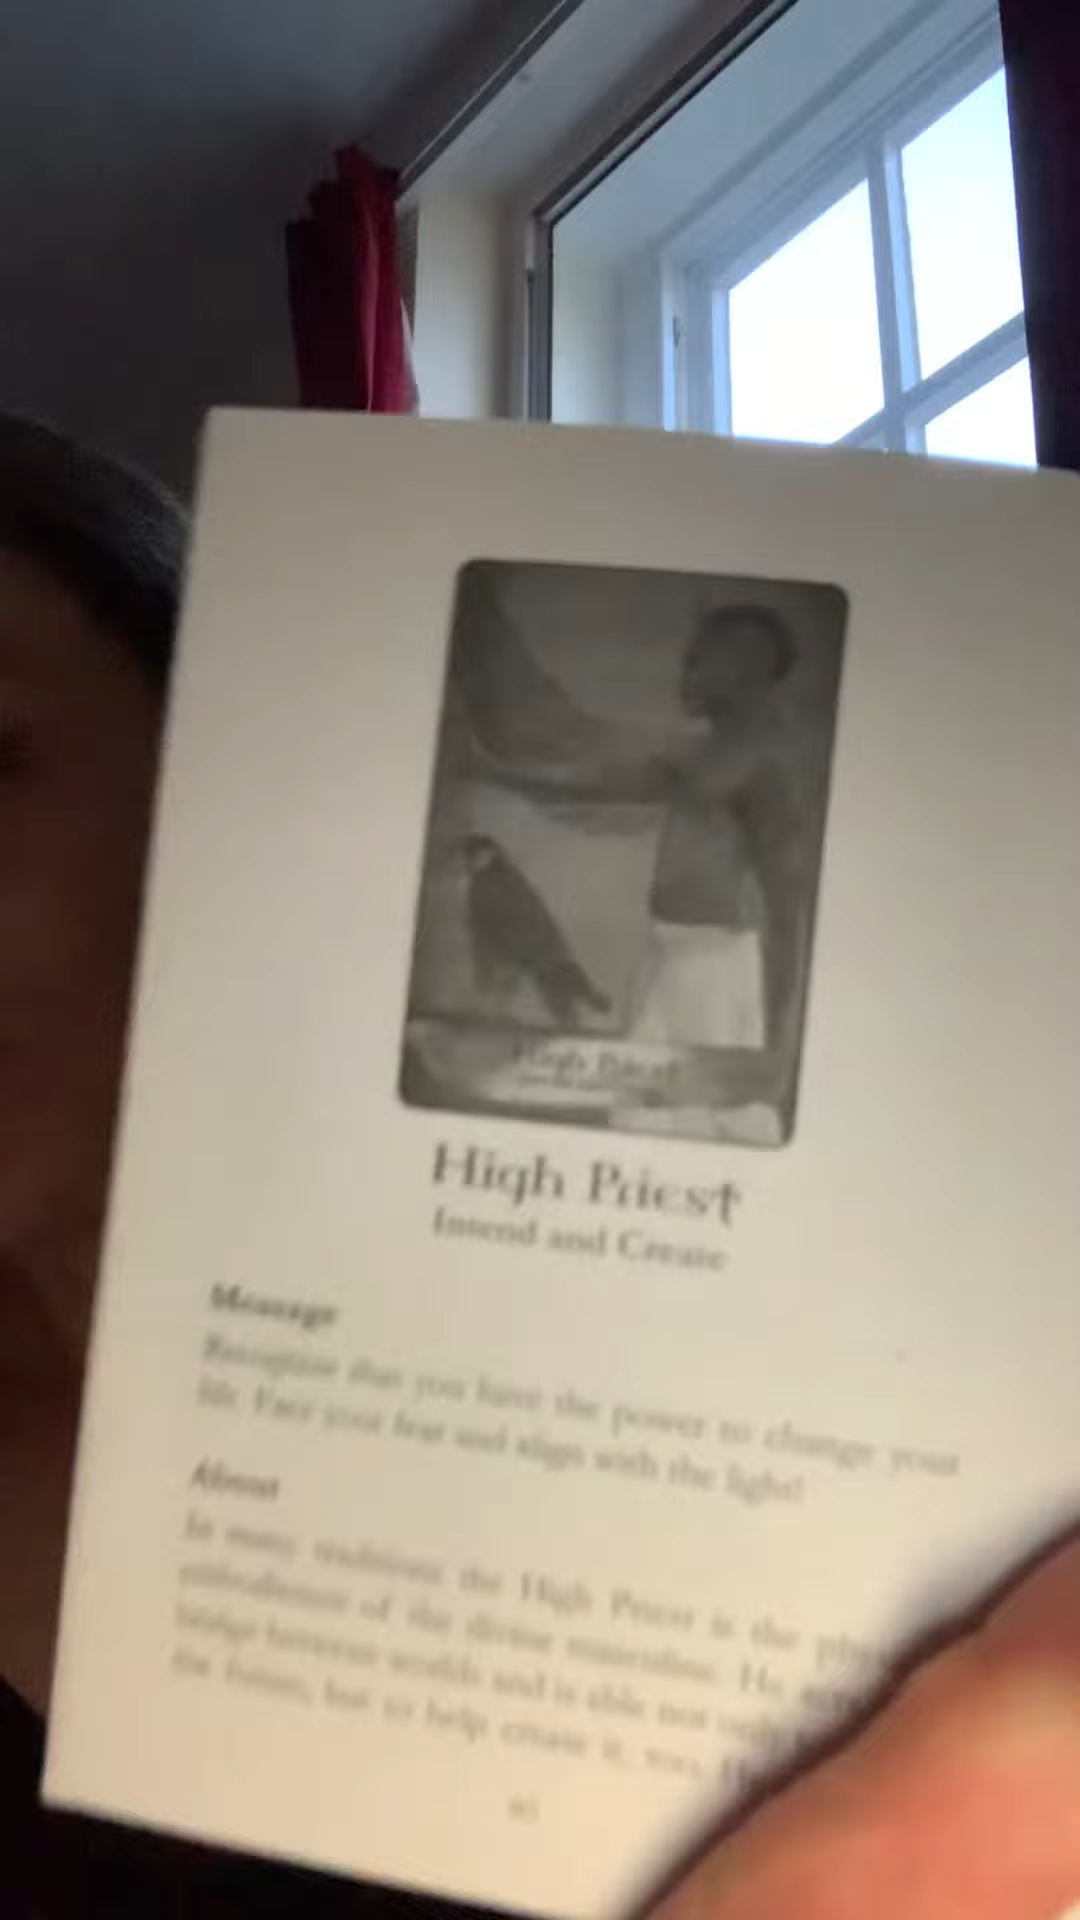 High Priest
High Priest
Intend and Create
Message
Recognise that you have the power to change your
life. Face your fear and align with the light!
About
In many traditions the High Priest is the
embodiment of the divine masculine. He
bridge between worlds and is able not only
the future, but to help create it, too.